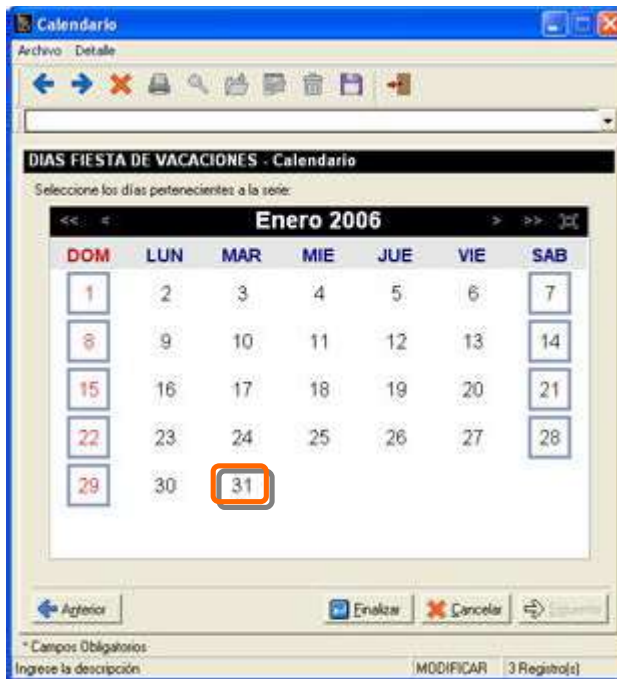 Calendario
Archivo Detalle
DIAS FIESTA DE VACACIONES - Calendario
Seleccione los días pertenecientes a la serie:
<< < Enero 2006 > >>
DOM LUN MAR MIE JUE VIE SAB
1 2 3 4 5 6 7
8 9 10 11 12 13 14
15 16 17 18 19 20 21
22 23 24 25 26 27 28
29 30 31
Anterior Finalizar Cancelar
* Campos Obligatorios
Ingrese la descripción MODIFICAR 3 Registro(s)